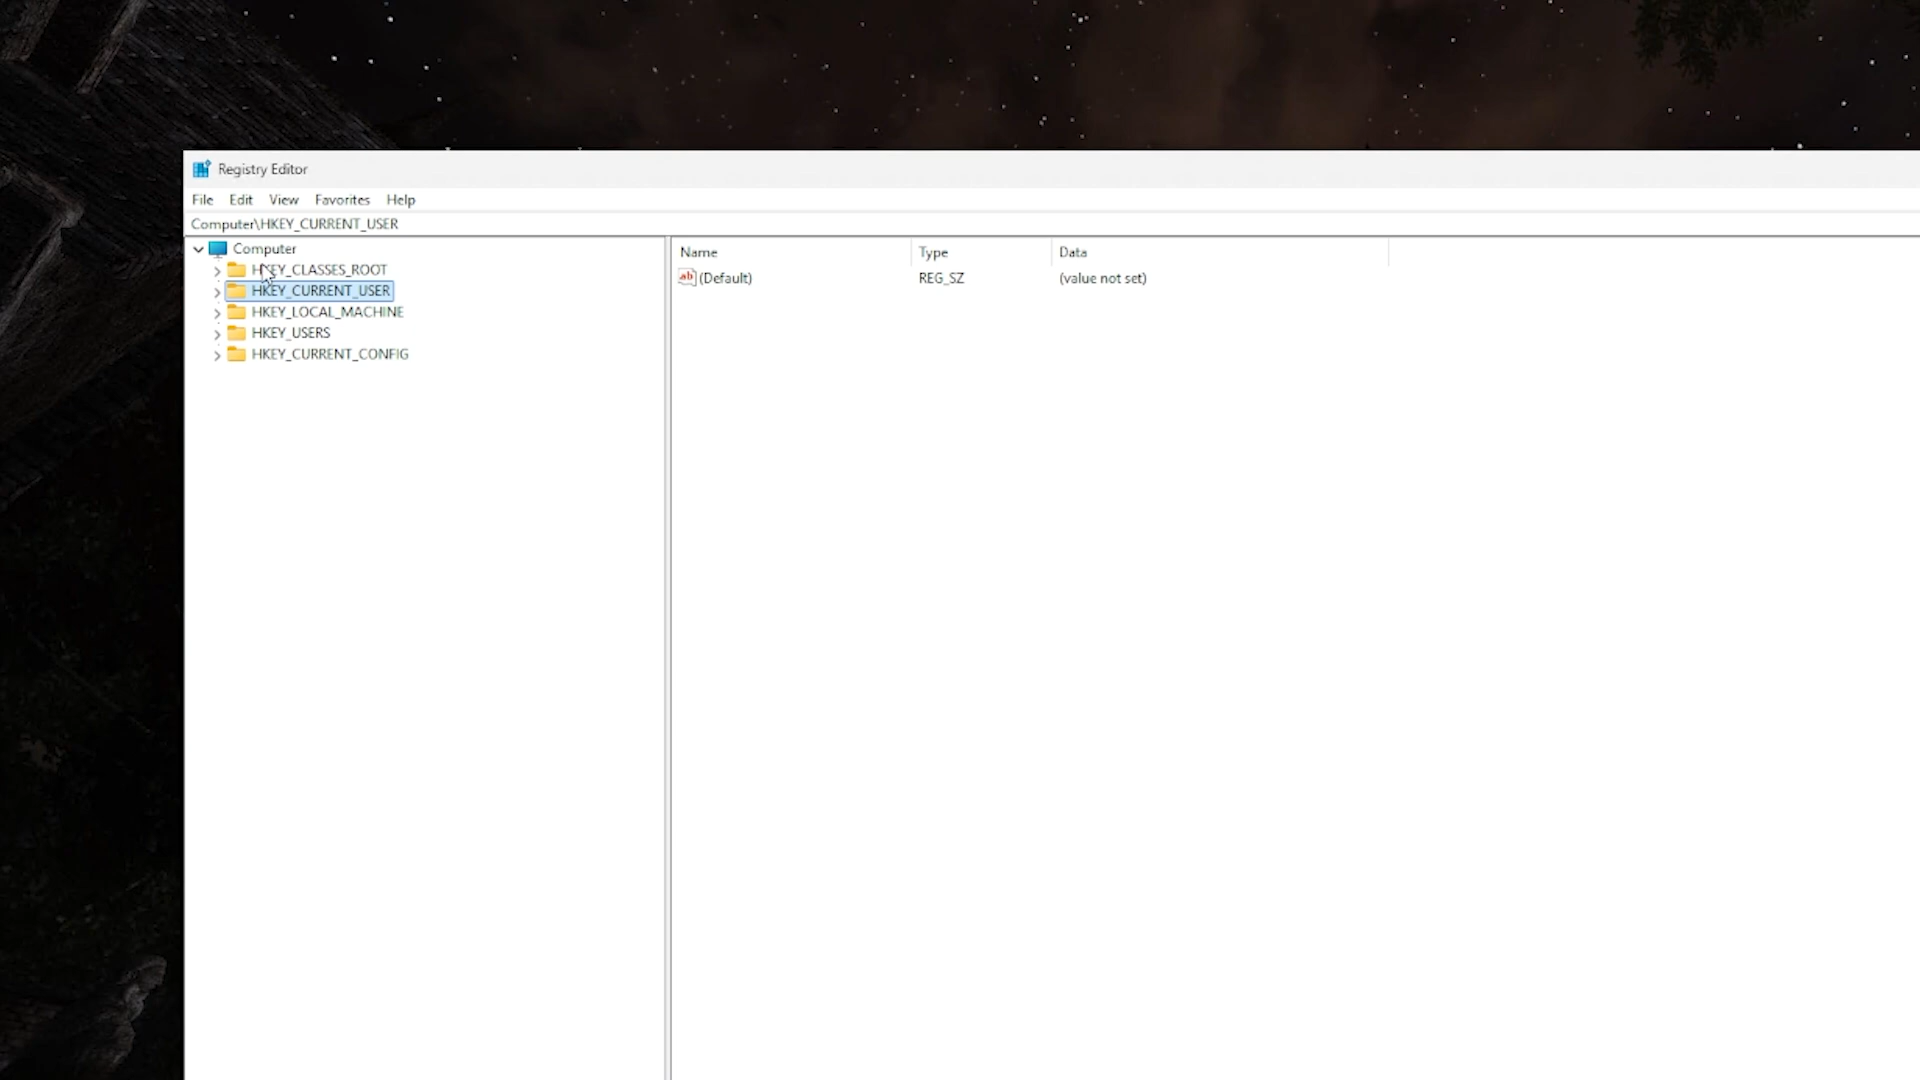 Registry Editor
File Edit View Favorites Help
Computer\HKEY_CURRENT_USER
Computer
HKEY_CLASSES_ROOT
HKEY_CURRENT_USER
HKEY_LOCAL_MACHINE
HKEY_USERS
HKEY_CURRENT_CONFIG
Name Type Data
ab (Default) REG_SZ (value not set)